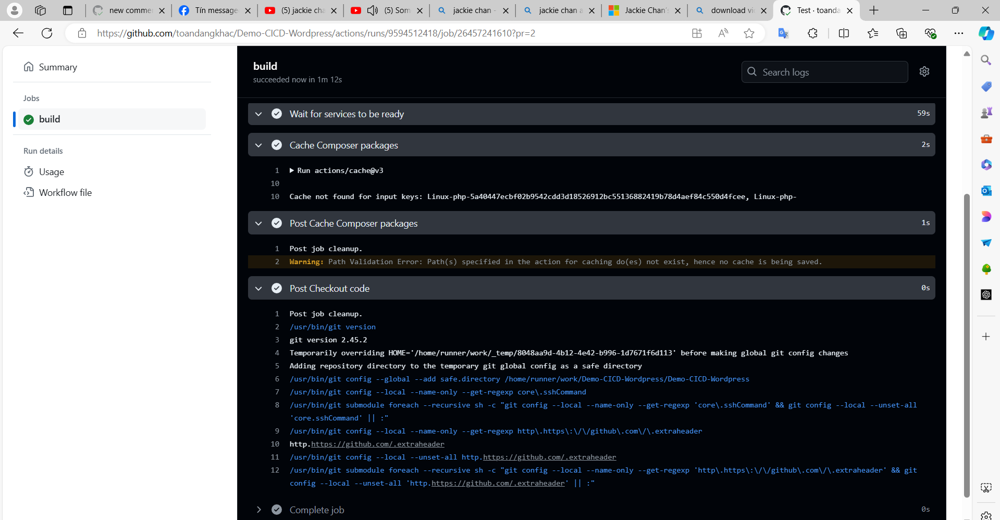 new commen
Tín message
(5) jackie cha
(5) Som
jackie chan -
jackie chan a
Jackie Chan's
download vi
Test · toanda
https://github.com/toandangkhac/Demo-CICD-Wordpress/actions/runs/9594512418/job/26457241610?pr=2
Summary
Jobs
build
Run details
Usage
Workflow file
build
succeeded now in 1m 12s
Search logs
Wait for services to be ready 59s
Cache Composer packages 2s
1 Run actions/cache@v3
10
10 Cache not found for input keys: Linux-php-5a40447ecbf02b9542cdd3d18526912bc55136882419b78d4aef84c550d4fcee, Linux-php-
Post Cache Composer packages 1s
1 Post job cleanup.
2 Warning: Path Validation Error: Path(s) specified in the action for caching do(es) not exist, hence no cache is being saved.
Post Checkout code 0s
1 Post job cleanup.
2 /usr/bin/git version
3 git version 2.45.2
4 Temporarily overriding HOME='/home/runner/work/_temp/8048aa9d-4b12-4e42-b996-1d7671f6d113' before making global git config changes
5 Adding repository directory to the temporary git global config as a safe directory
6 /usr/bin/git config --global --add safe.directory /home/runner/work/Demo-CICD-Wordpress/Demo-CICD-Wordpress
7 /usr/bin/git config --local --name-only --get-regexp core\.sshCommand
8 /usr/bin/git submodule foreach --recursive sh -c "git config --local --name-only --get-regexp 'core\.sshCommand' && git config --local --unset-all
'core.sshCommand' || :"
9 /usr/bin/git config --local --name-only --get-regexp http\.https\:\/\/github\.com\/\.extraheader
10 http.https://github.com/.extraheader
11 /usr/bin/git config --local --unset-all http.https://github.com/.extraheader
12 /usr/bin/git submodule foreach --recursive sh -c "git config --local --name-only --get-regexp 'http\.https\:\/\/github\.com\/\.extraheader' && git
config --local --unset-all 'http.https://github.com/.extraheader' || :"
Complete job 0s